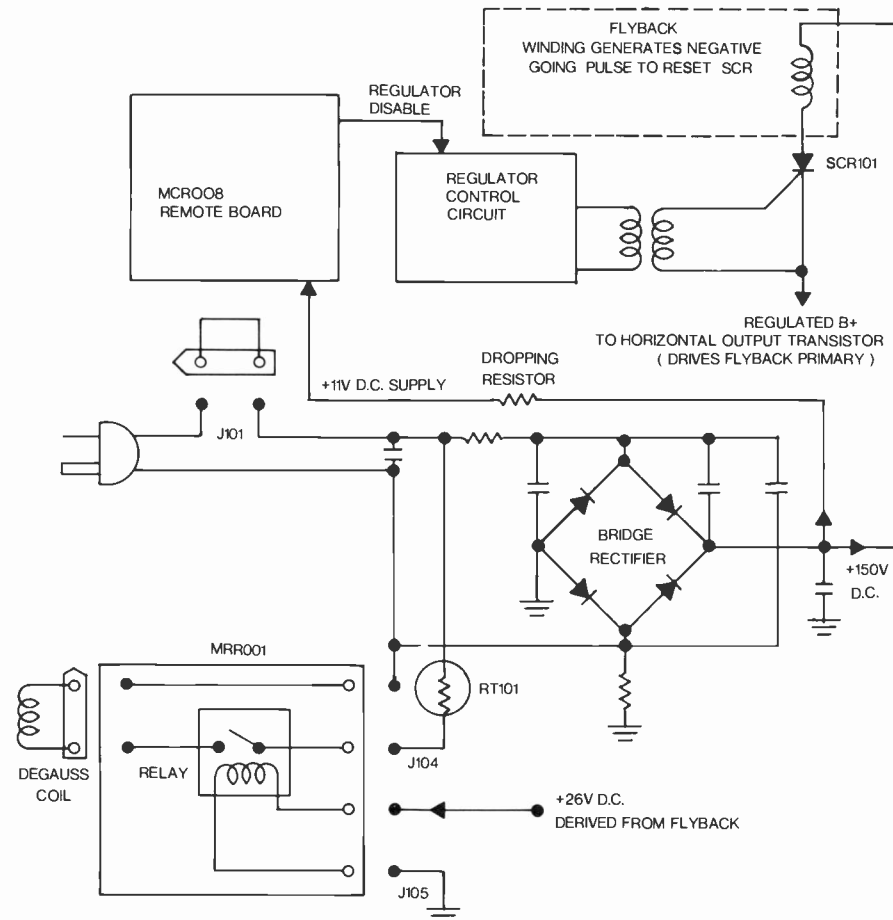 FLYBACK
WINDING GENERATES NEGATIVE
GOING PULSE TO RESET SCR
REGULATOR
DISABLE
MCROO8
REMOTE BOARD
REGULATOR
CONTROL
CIRCUIT
SCR101
REGULATED B+
TO HORIZONTAL OUTPUT TRANSISTOR
( DRIVES FLYBACK PRIMARY )
DROPPING
RESISTOR
+11V D.C. SUPPLY
J101
BRIDGE
RECTIFIER
+150V
D.C.
MRR001
RT101
DEGAUSS
COIL
RELAY
J104
+26V D.C.
DERIVED FROM FLYBACK
J105